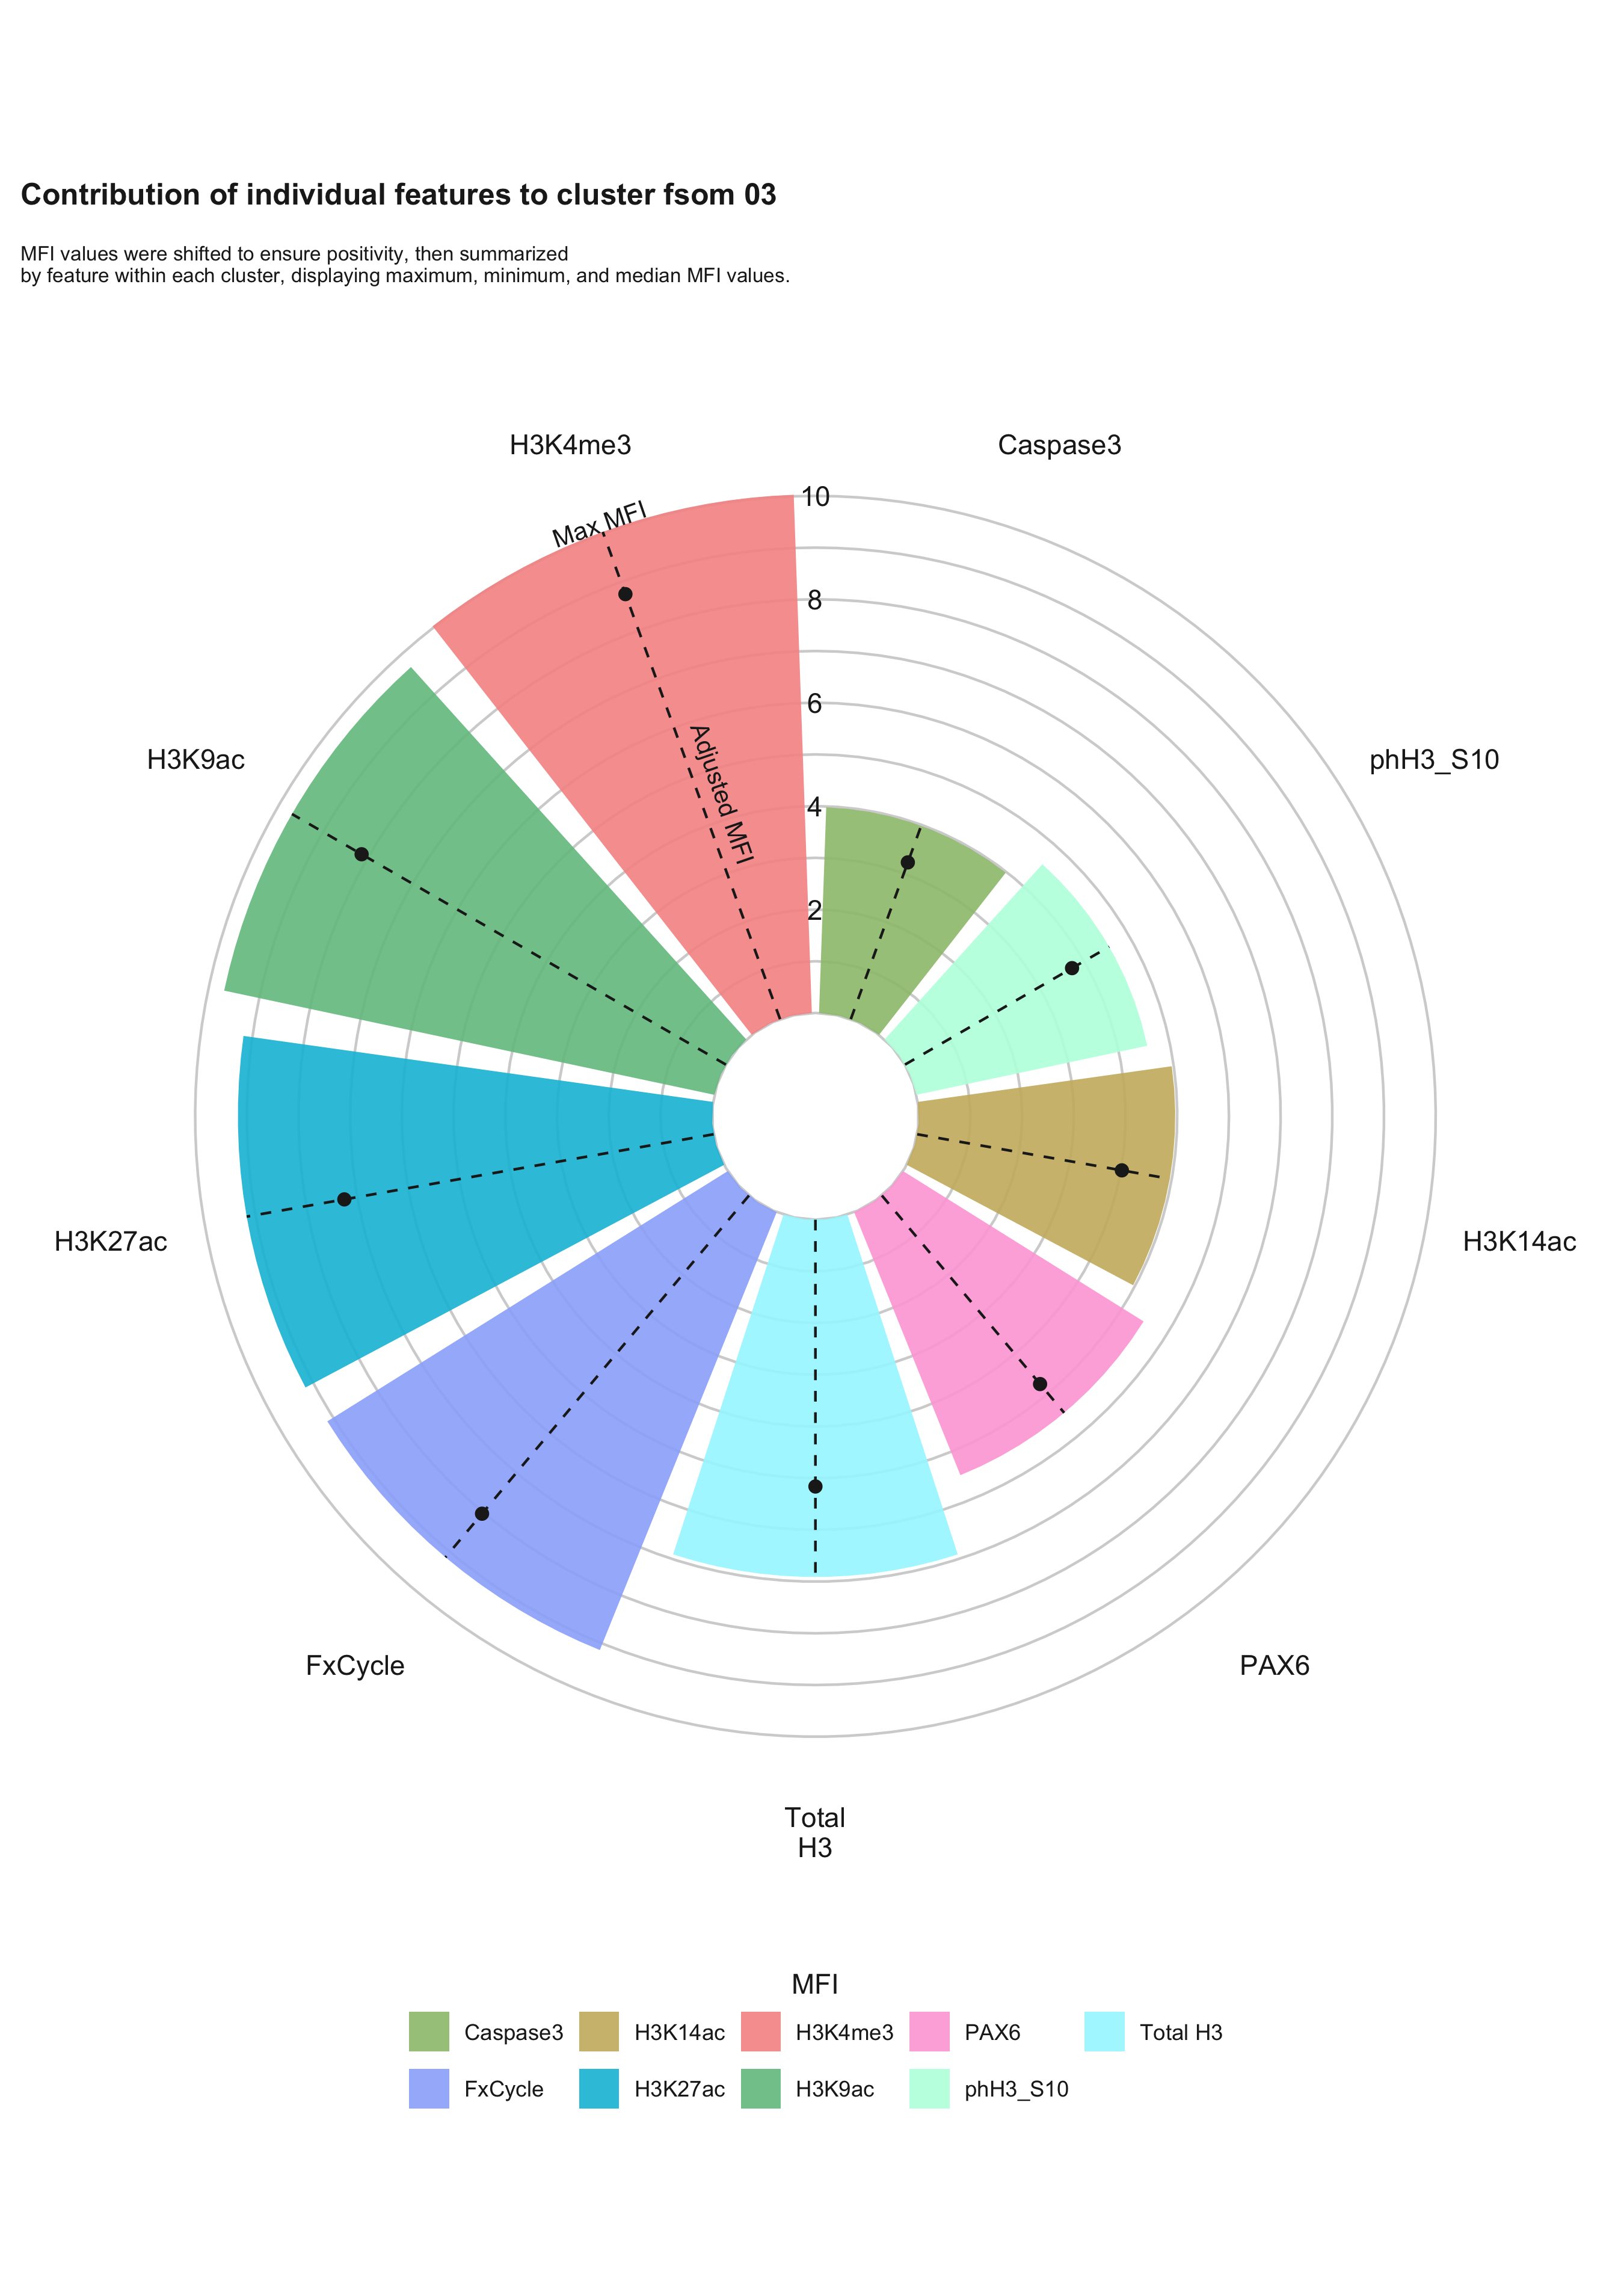 Contribution of individual features to cluster fsom 03
MFI values were shifted to ensure positivity, then summarized
by feature within each cluster, displaying maximum, minimum, and median MFI values.
H3K4me3
Caspase3
Max MFI
10
8
6
4
2
Adjusted MFI
H3K9ac
phH3_S10
H3K27ac
H3K14ac
FxCycle
PAX6
Total
H3
MFI
Caspase3
H3K14ac
H3K4me3
PAX6
Total H3
FxCycle
H3K27ac
H3K9ac
phH3_S10